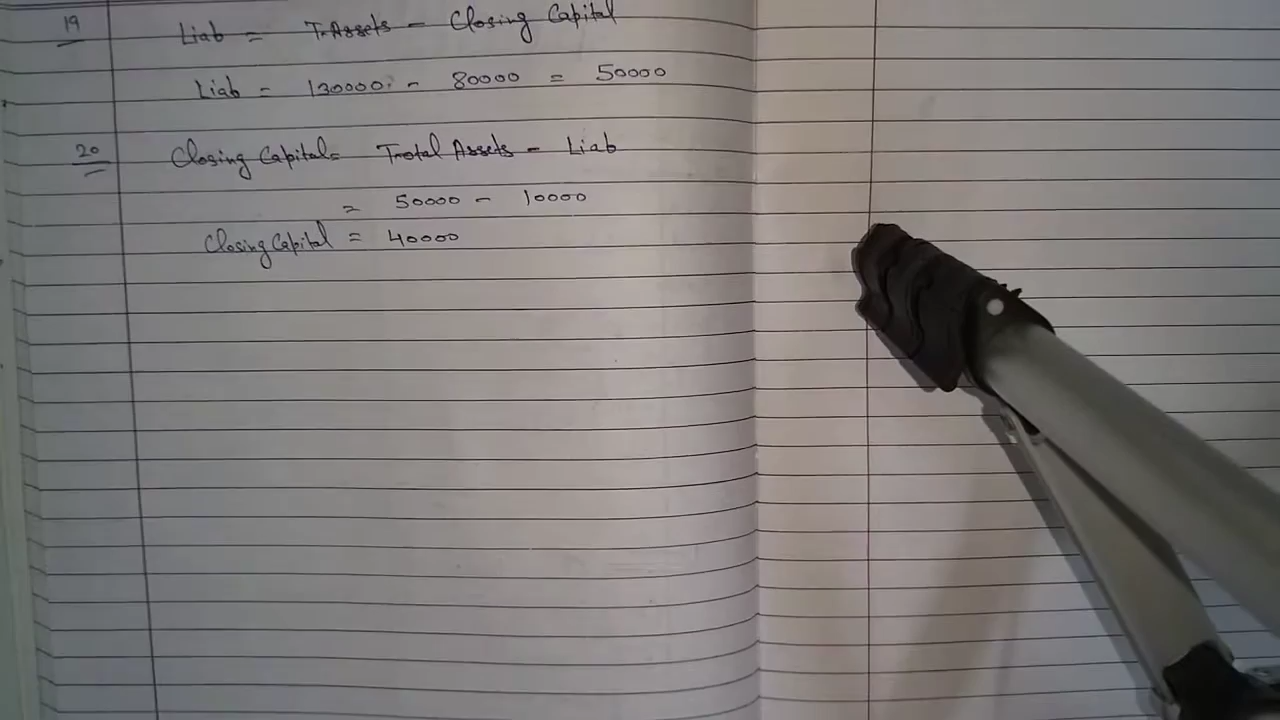 19 Liab = T.Assets - Closing Capital
Liab = 130000 - 80000 = 50000
20 Closing Capital = Trotal Assets - Liab
= 50000 - 10000
Closing Capital = 40000